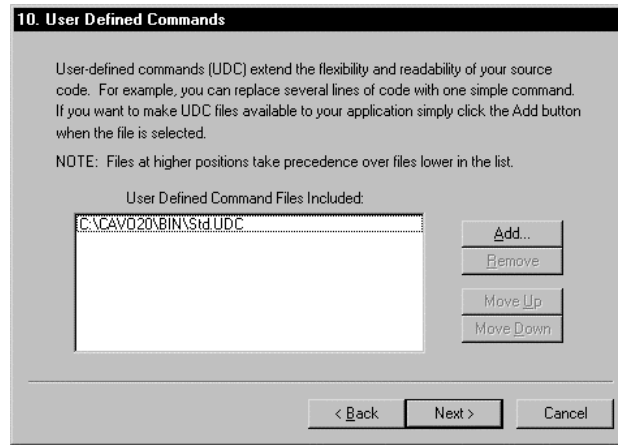 10. User Defined Commands
User-defined commands (UDC) extend the flexibility and readability of your source
code. For example, you can replace several lines of code with one simple command.
If you want to make UDC files available to your application simply click the Add button
when the file is selected.
NOTE: Files at higher positions take precedence over files lower in the list.
User Defined Command Files Included:
C:\CAVO20\BIN\Std.UDC
Add...
Remove
Move Up
Move Down
< Back
Next >
Cancel